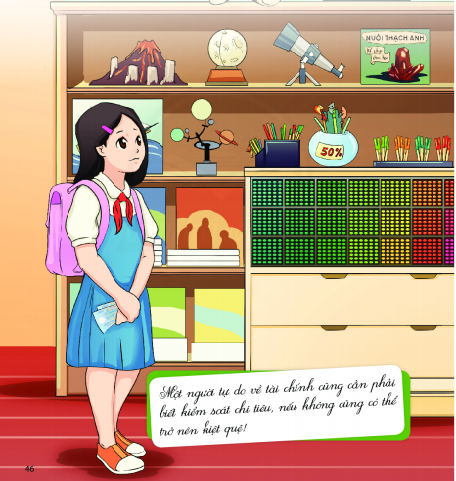 NUÔI THẠCH ANH
50%
Một người tự do về tài chính cũng cần phải
biết kiểm soát chi tiêu, nếu không cũng có thể
trở nên kiệt quệ!
46